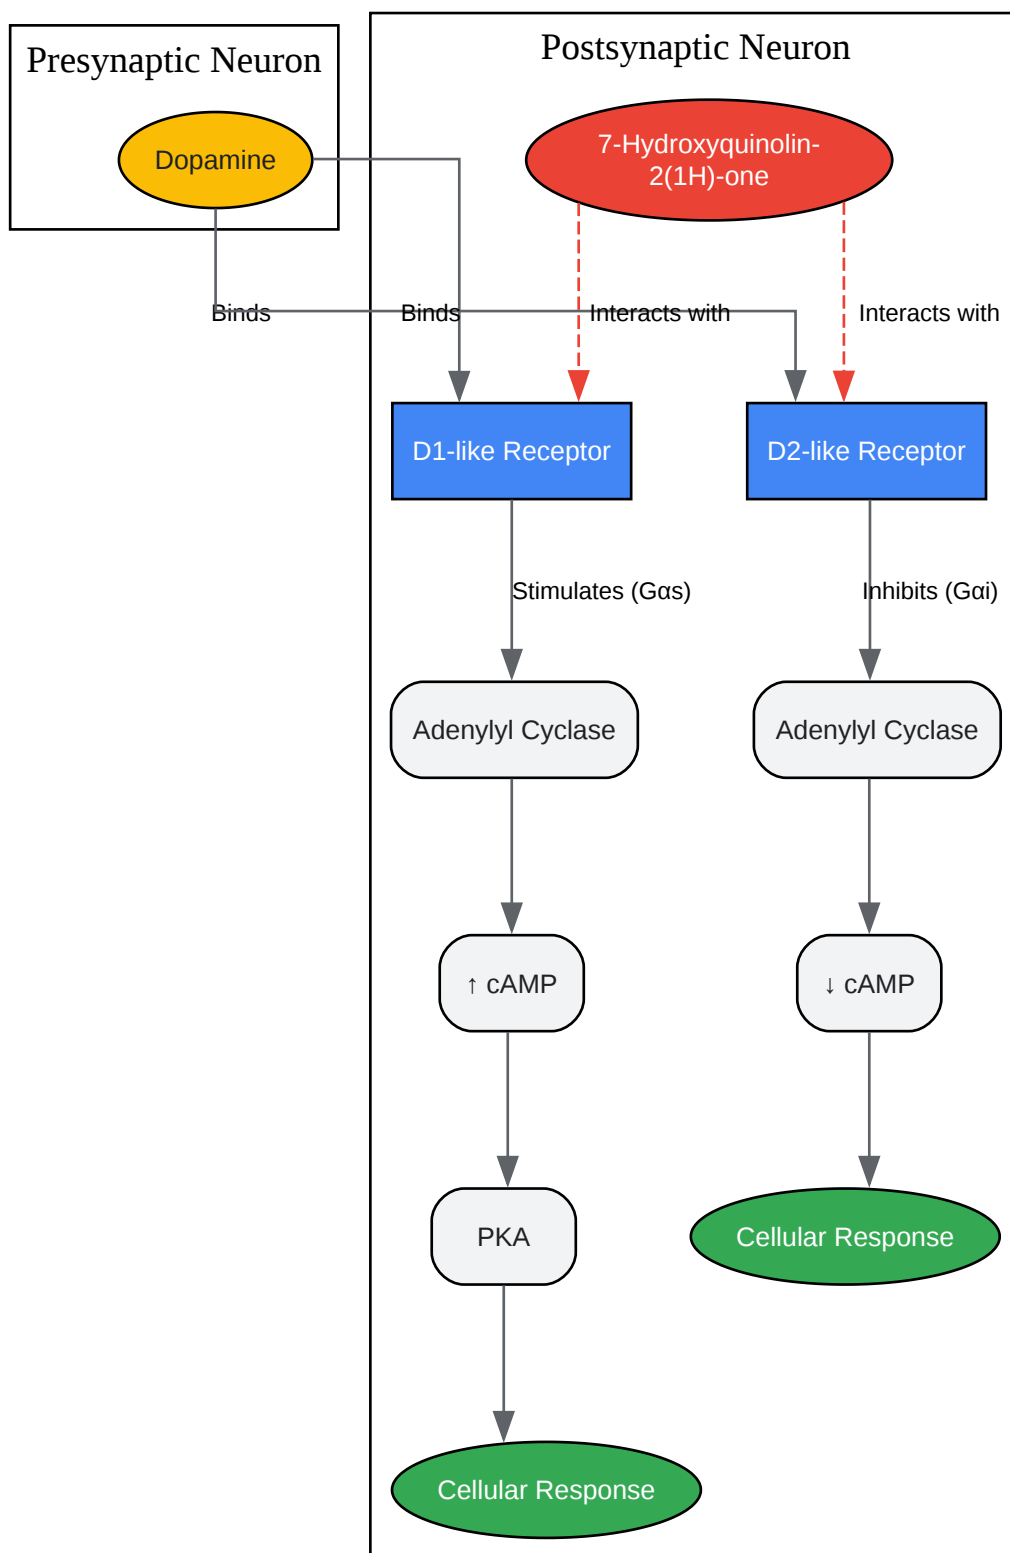 Presynaptic Neuron
Postsynaptic Neuron
Dopamine
7-Hydroxyquinolin-
2(1H)-one
Binds
Binds
Interacts with
Interacts with
D1-like Receptor
D2-like Receptor
Stimulates (Gαs)
Inhibits (Gαi)
Adenylyl Cyclase
Adenylyl Cyclase
↑ cAMP
↓ cAMP
PKA
Cellular Response
Cellular Response